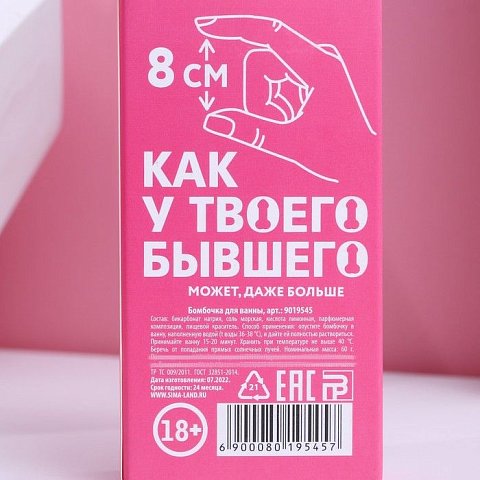 8 СМ
КАК
У ТВОЕГО
БЫВШЕГО
МОЖЕТ, ДАЖЕ БОЛЬШЕ
Бомбочка для ванны, арт.: 9019545
Состав: бикарбонат натрия, соль морская, кислота лимонная, парфюмерная
композиция, пищевой краситель. Способ применения: опустите бомбочку в
ванну, наполненную водой (t воды 36-38 °С), и дайте ей полностью раствориться.
Принимайте ванну 15-20 минут. Хранить при температуре не выше 40 °С.
Беречь от попадания прямых солнечных лучей. Номинальная масса: 60 г.
ТР ТС 009/2011. ГОСТ 32851-2014.
Дата изготовления: 07.2022.
Срок годности: 24 месяца.
WWW.SIMA-LAND.RU
21
EAC
18+
6 900080 195457